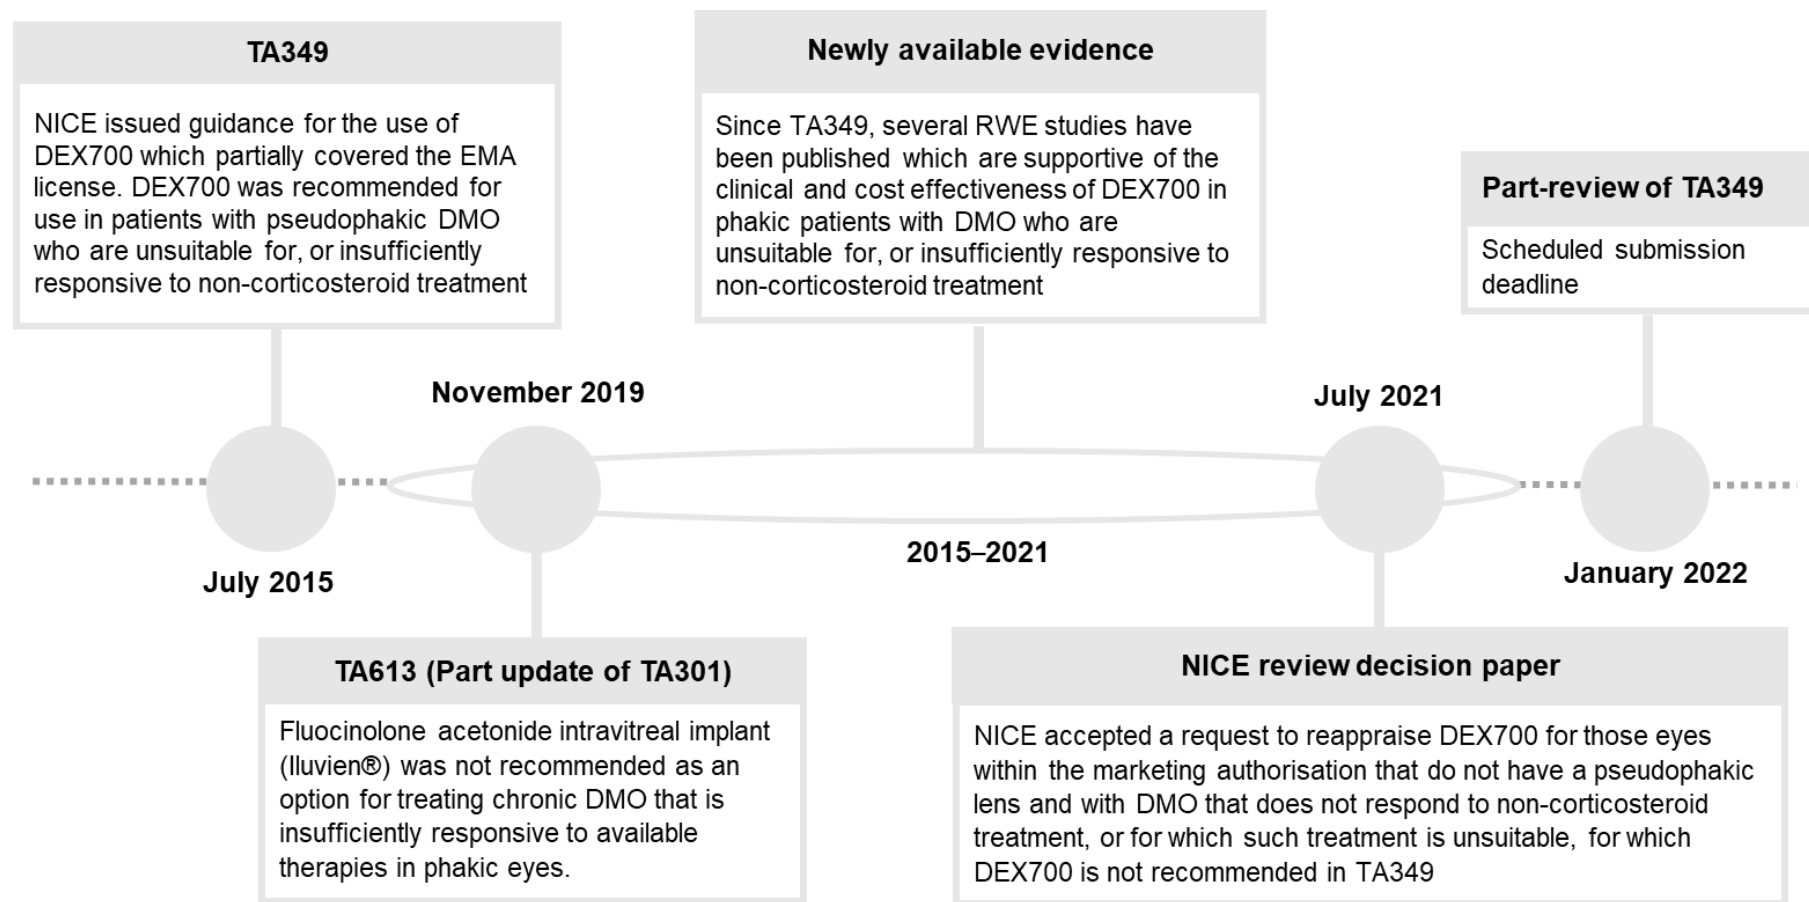 TA349
NICE issued guidance for the use of
DEX700 which partially covered the EMA
license. DEX700 was recommended for
use in patients with pseudophakic DMO
who are unsuitable for, or insufficiently
responsive to non-corticosteroid treatment
Newly available evidence
Since TA349, several RWE studies have
been published which are supportive of the
clinical and cost effectiveness of DEX700 in
phakic patients with DMO who are
unsuitable for, or insufficiently responsive to
non-corticosteroid treatment
Part-review of TA349
Scheduled submission
deadline
November 2019
July 2021
July 2015
2015–2021
January 2022
TA613 (Part update of TA301)
Fluocinolone acetonide intravitreal implant
(Iluvien®) was not recommended as an
option for treating chronic DMO that is
insufficiently responsive to available
therapies in phakic eyes.
NICE review decision paper
NICE accepted a request to reappraise DEX700 for those eyes
within the marketing authorisation that do not have a pseudophakic
lens and with DMO that does not respond to non-corticosteroid
treatment, or for which such treatment is unsuitable, for which
DEX700 is not recommended in TA349